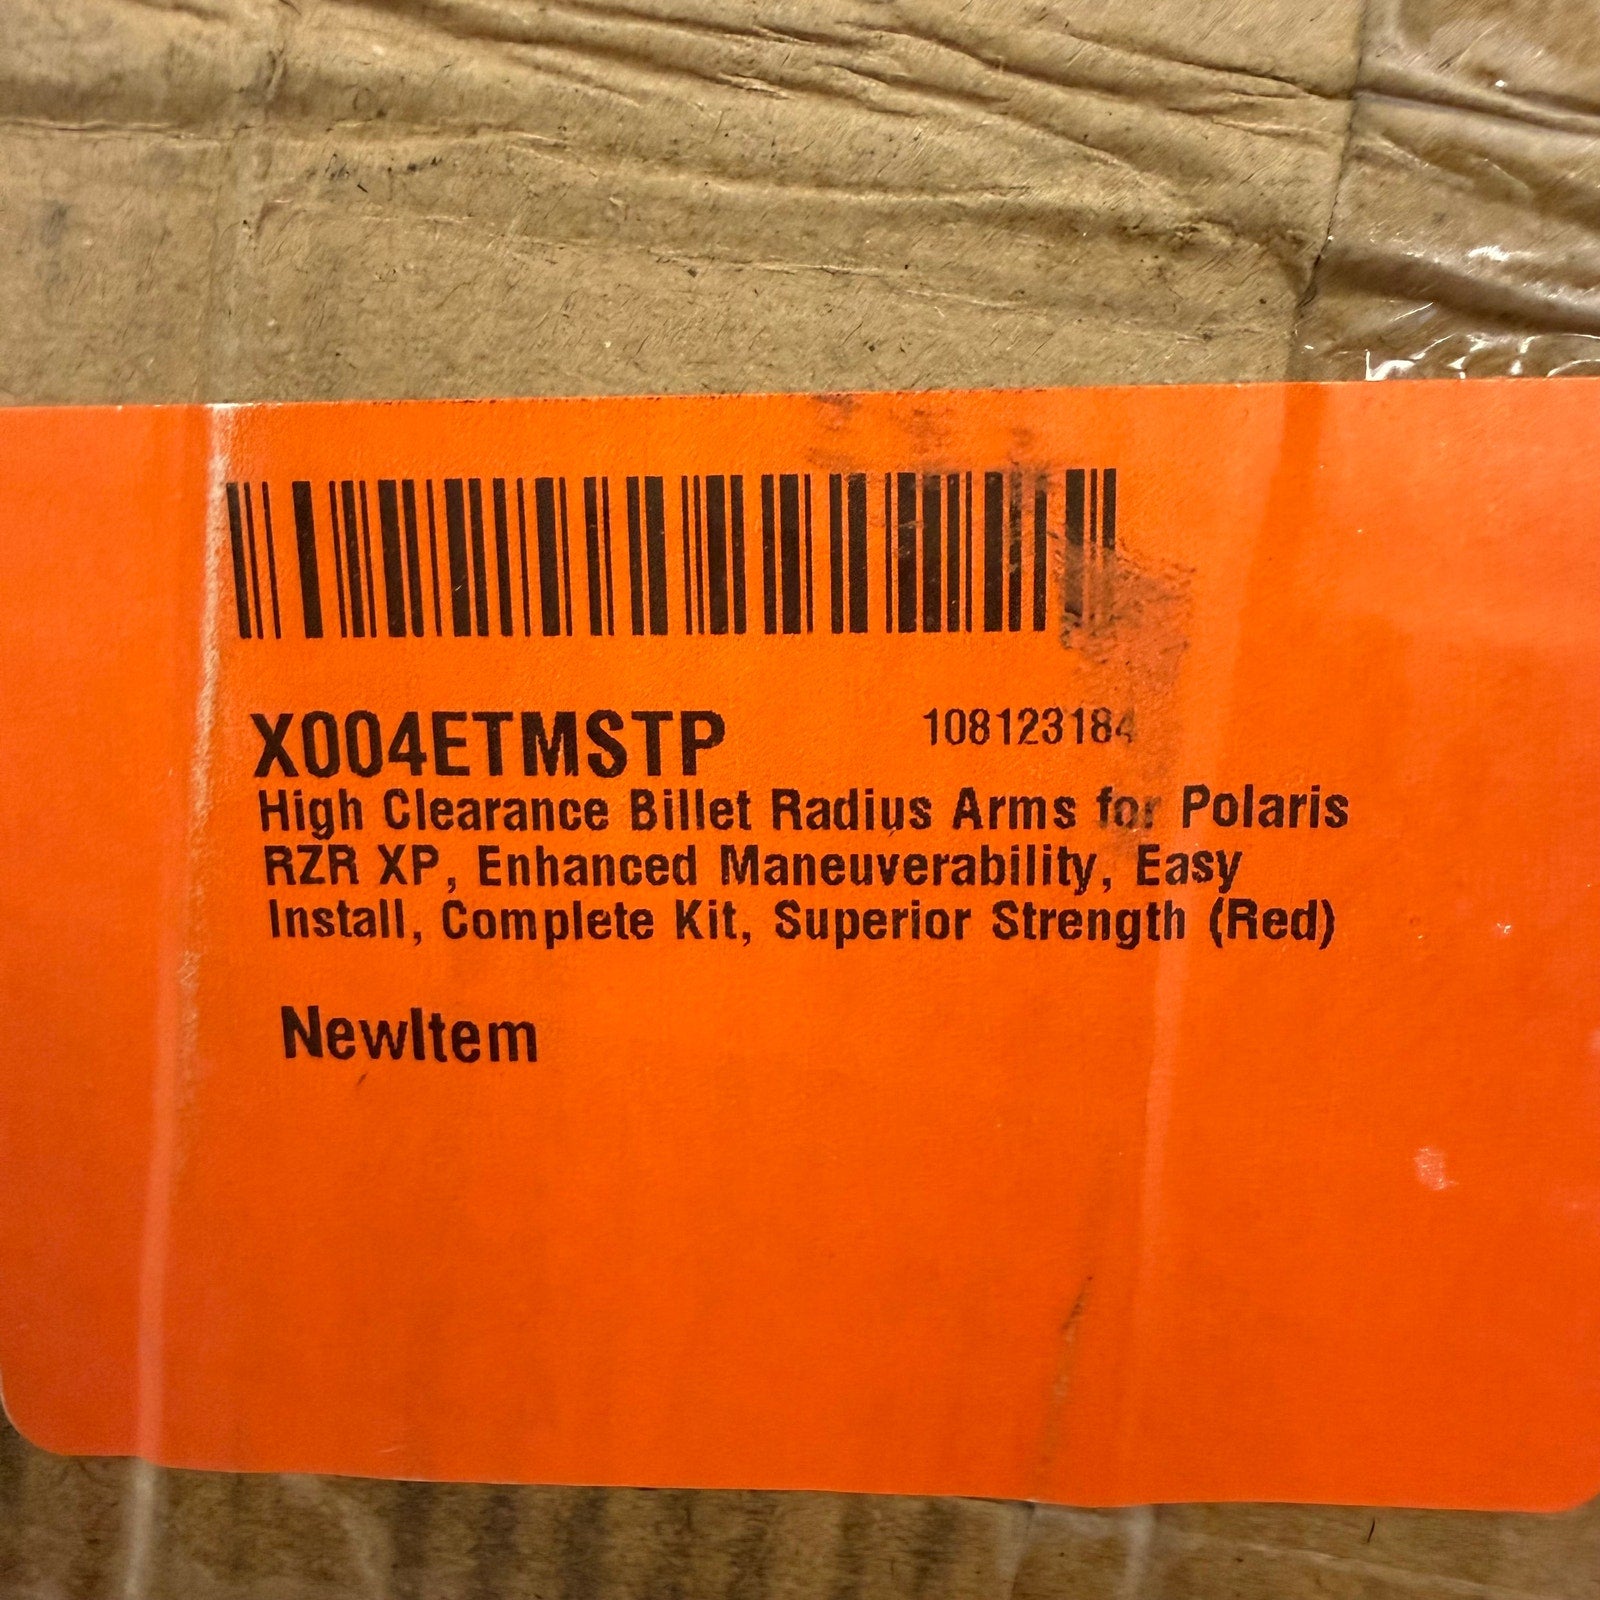 X004ETMSTP 108123184
High Clearance Billet Radius Arms for Polaris
RZR XP, Enhanced Maneuverability, Easy
Install, Complete Kit, Superior Strength (Red)
NewItem